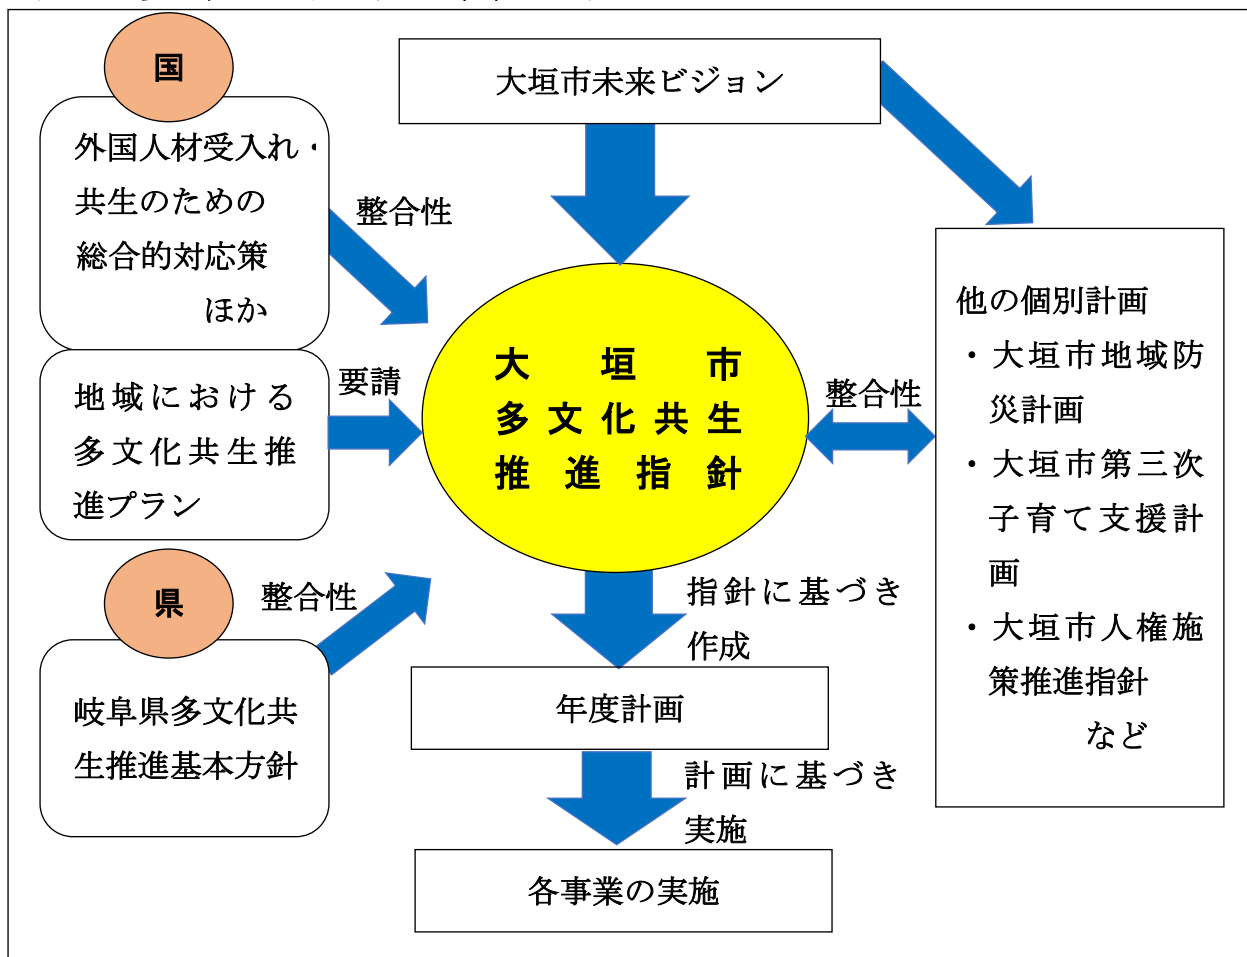 国
外国人材受入れ・
共生のための
総合的対応策
ほか
地域における
多文化共生推
進プラン
県
岐阜県多文化共
生推進基本方針
整合性
要請
整合性
大垣市未来ビジョン
大垣市
多文化共生
推進指針
指針に基づき
作成
年度計画
計画に基づき
実施
各事業の実施
整合性
他の個別計画
・大垣市地域防
災計画
・大垣市第三次
子育て支援計
画
・大垣市人権施
策推進指針
など